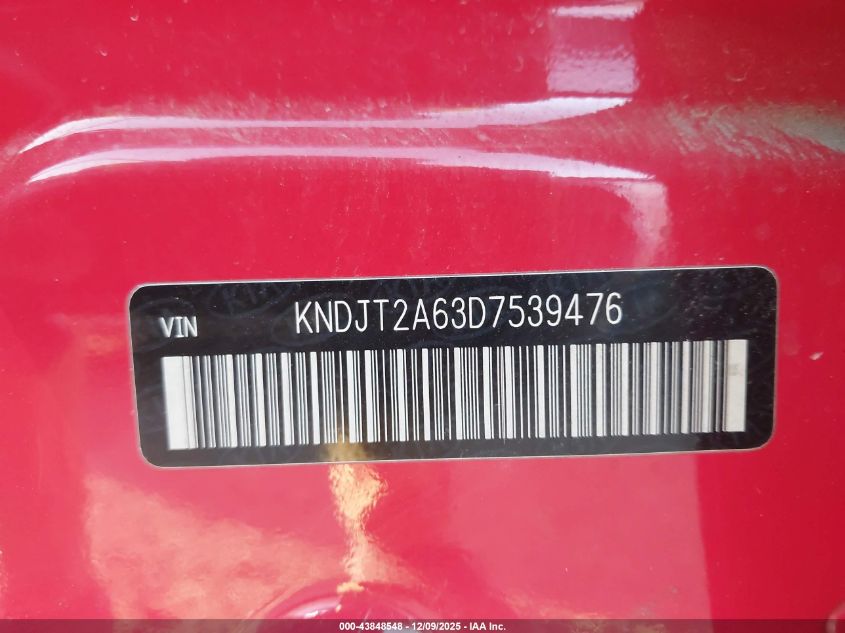 VIN KNDJT2A63D7539476
000-43848548 - 12/09/2025 - IAA Inc.